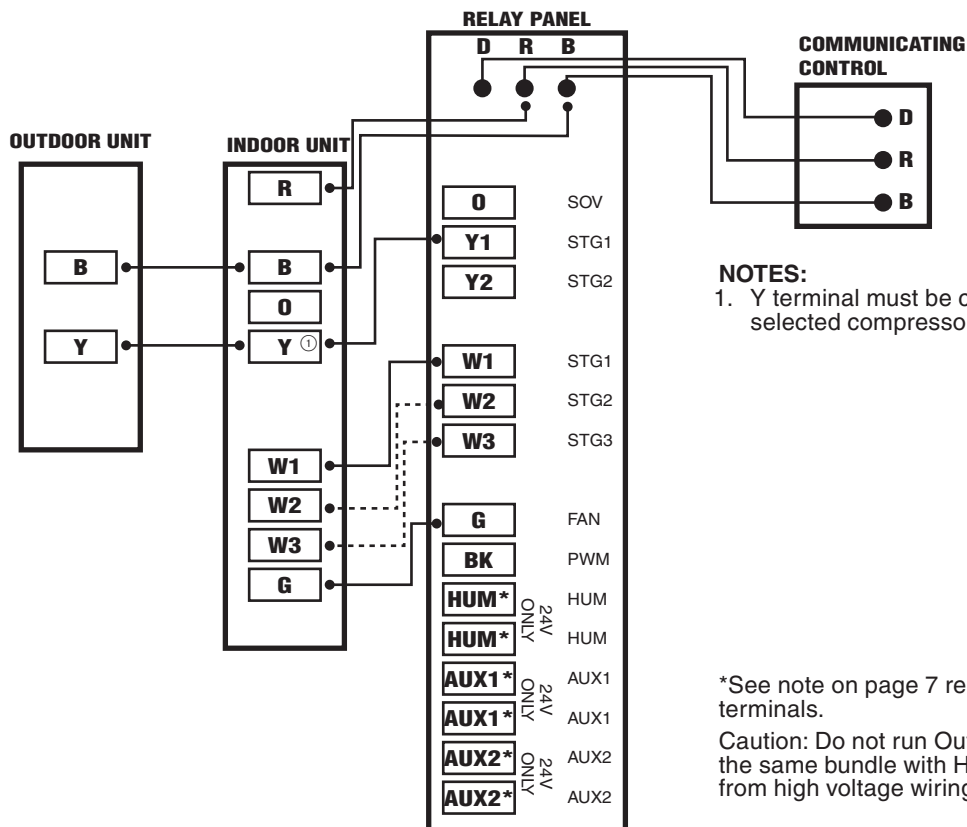 RELAY PANEL
D R B
COMMUNICATING
CONTROL
D
R
B
OUTDOOR UNIT
B
Y
INDOOR UNIT
R
B
O
Y ①
W1
W2
W3
G
O SOV
Y1 STG1
Y2 STG2
W1 STG1
W2 STG2
W3 STG3
G FAN
BK PWM
HUM* HUM
24V
ONLY
HUM* HUM
AUX1* AUX1
24V
ONLY
AUX1* AUX1
AUX2* AUX2
24V
ONLY
AUX2* AUX2
NOTES:
1. Y terminal must be
selected
*See note on page 7
terminals.
Caution: Do not run
the same bundle with
from high voltage wiring